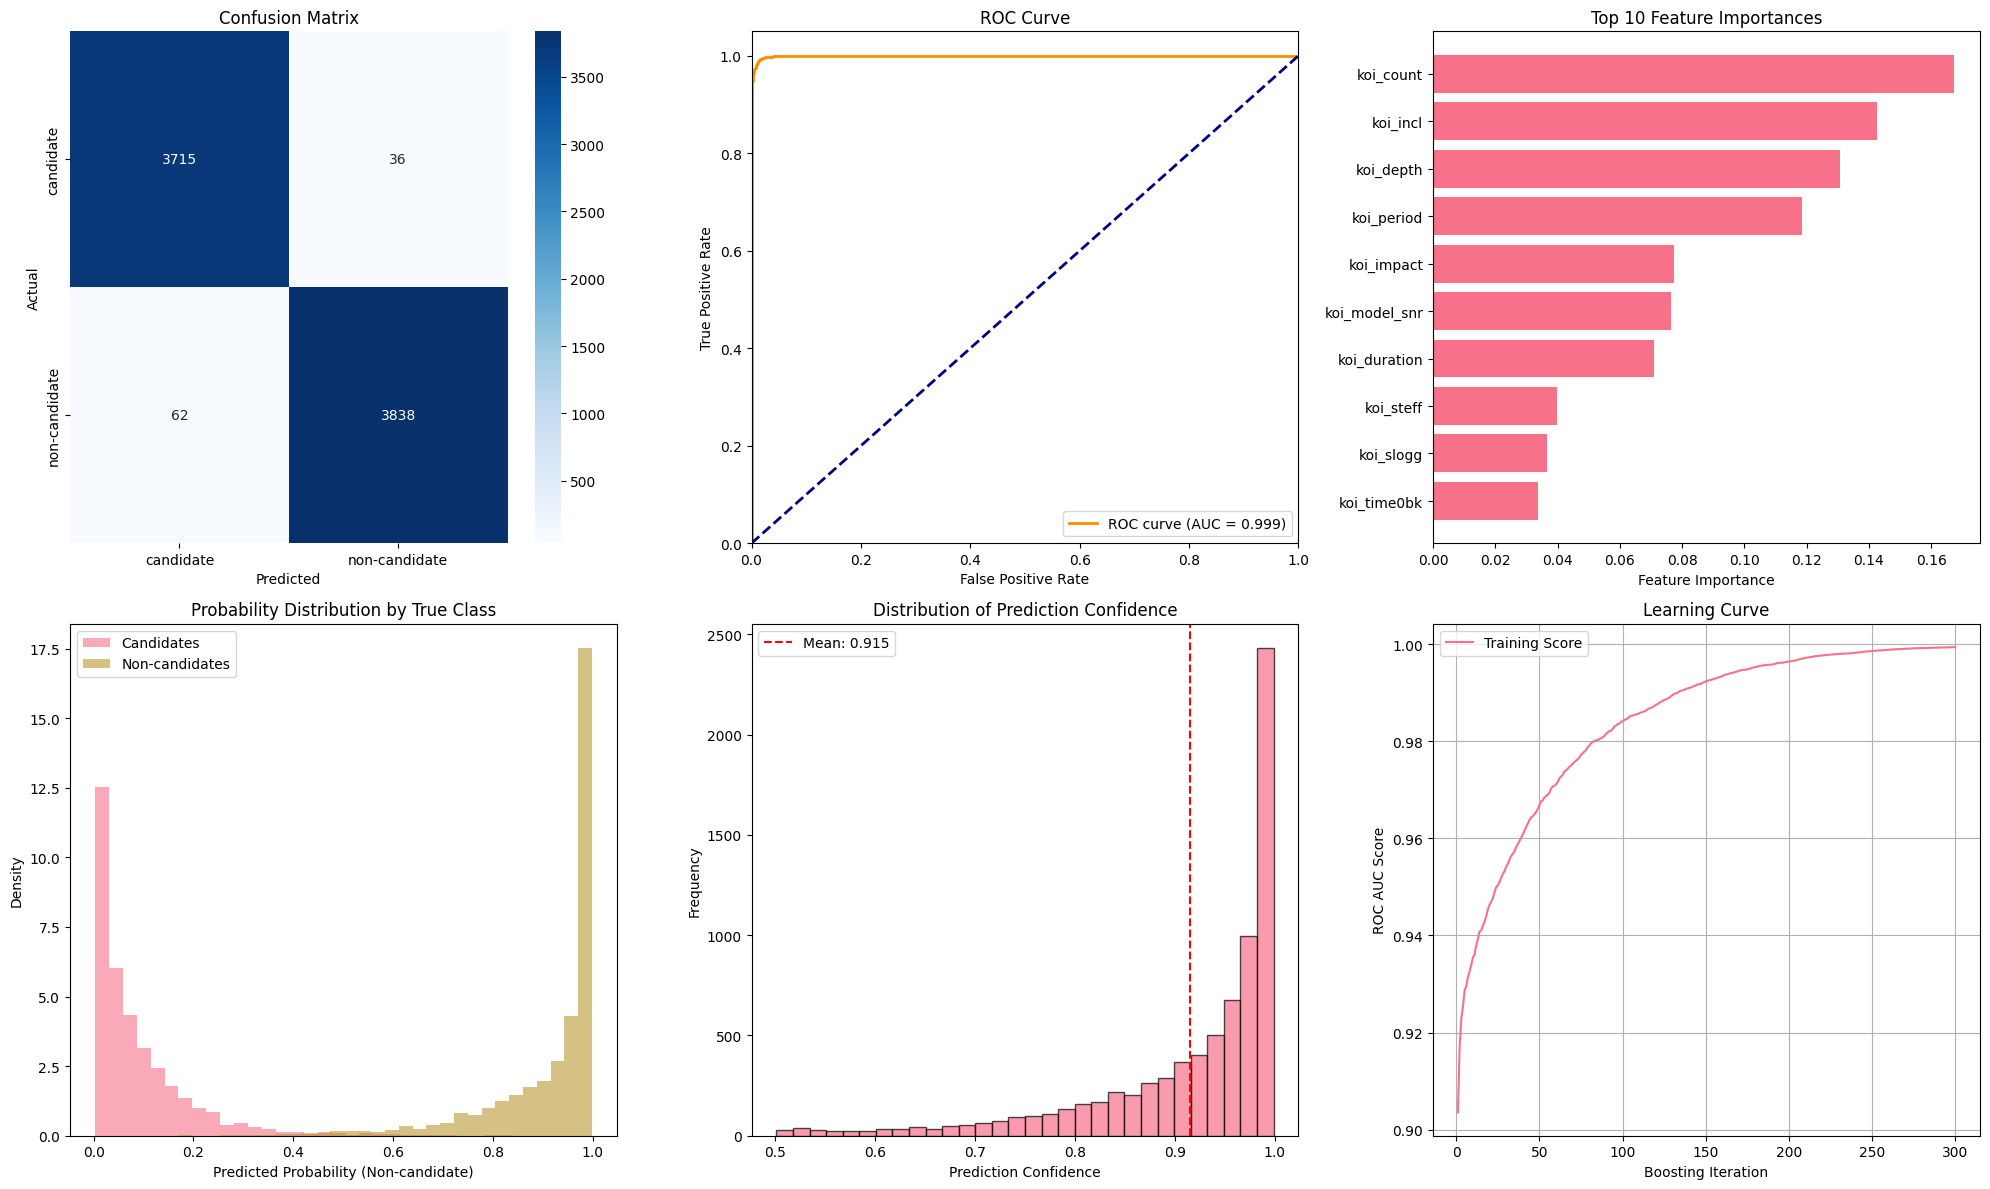 Confusion Matrix
candidate
non-candidate
Actual
3715
36
62
3838
candidate
non-candidate
Predicted
3500
3000
2500
2000
1500
1000
500
ROC Curve
True Positive Rate
1.0
0.8
0.6
0.4
0.2
0.0
0.0
0.2
0.4
0.6
0.8
1.0
False Positive Rate
ROC curve (AUC = 0.999)
Top 10 Feature Importances
koi_count
koi_incl
koi_depth
koi_period
koi_impact
koi_model_snr
koi_duration
koi_steff
koi_slogg
koi_time0bk
0.00
0.02
0.04
0.06
0.08
0.10
0.12
0.14
0.16
Feature Importance
Probability Distribution by True Class
Candidates
Non-candidates
Density
17.5
15.0
12.5
10.0
7.5
5.0
2.5
0.0
0.0
0.2
0.4
0.6
0.8
1.0
Predicted Probability (Non-candidate)
Distribution of Prediction Confidence
Mean: 0.915
Frequency
2500
2000
1500
1000
500
0
0.5
0.6
0.7
0.8
0.9
1.0
Prediction Confidence
Learning Curve
Training Score
ROC AUC Score
1.00
0.98
0.96
0.94
0.92
0.90
0
50
100
150
200
250
300
Boosting Iteration